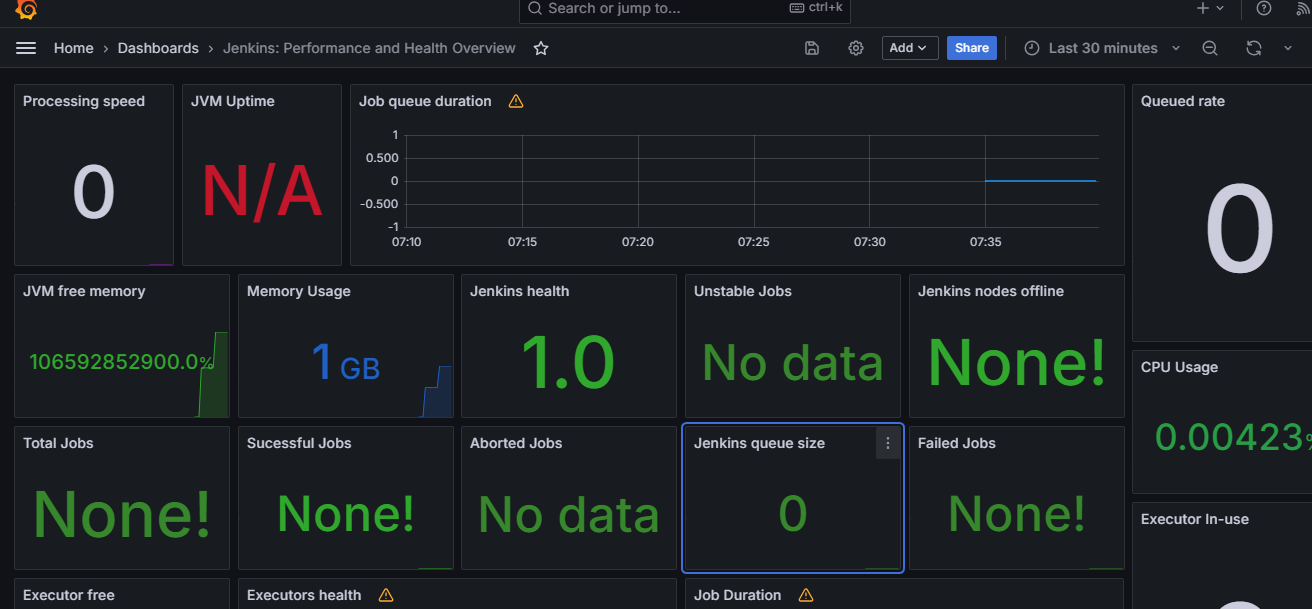 Search or jump to...
ctrl+k
Home › Dashboards › Jenkins: Performance and Health Overview
Add
Share
Last 30 minutes
Processing speed
0
JVM Uptime
N/A
Job queue duration
1
0.500
0
-0.500
-1
07:10
07:15
07:20
07:25
07:30
07:35
Queued rate
0
JVM free memory
106592852900.0%
Memory Usage
1 GB
Jenkins health
1.0
Unstable Jobs
No data
Jenkins nodes offline
None!
CPU Usage
0.00423%
Total Jobs
None!
Sucessful Jobs
None!
Aborted Jobs
No data
Jenkins queue size
0
Failed Jobs
None!
Executor In-use
Executor free
Executors health
Job Duration